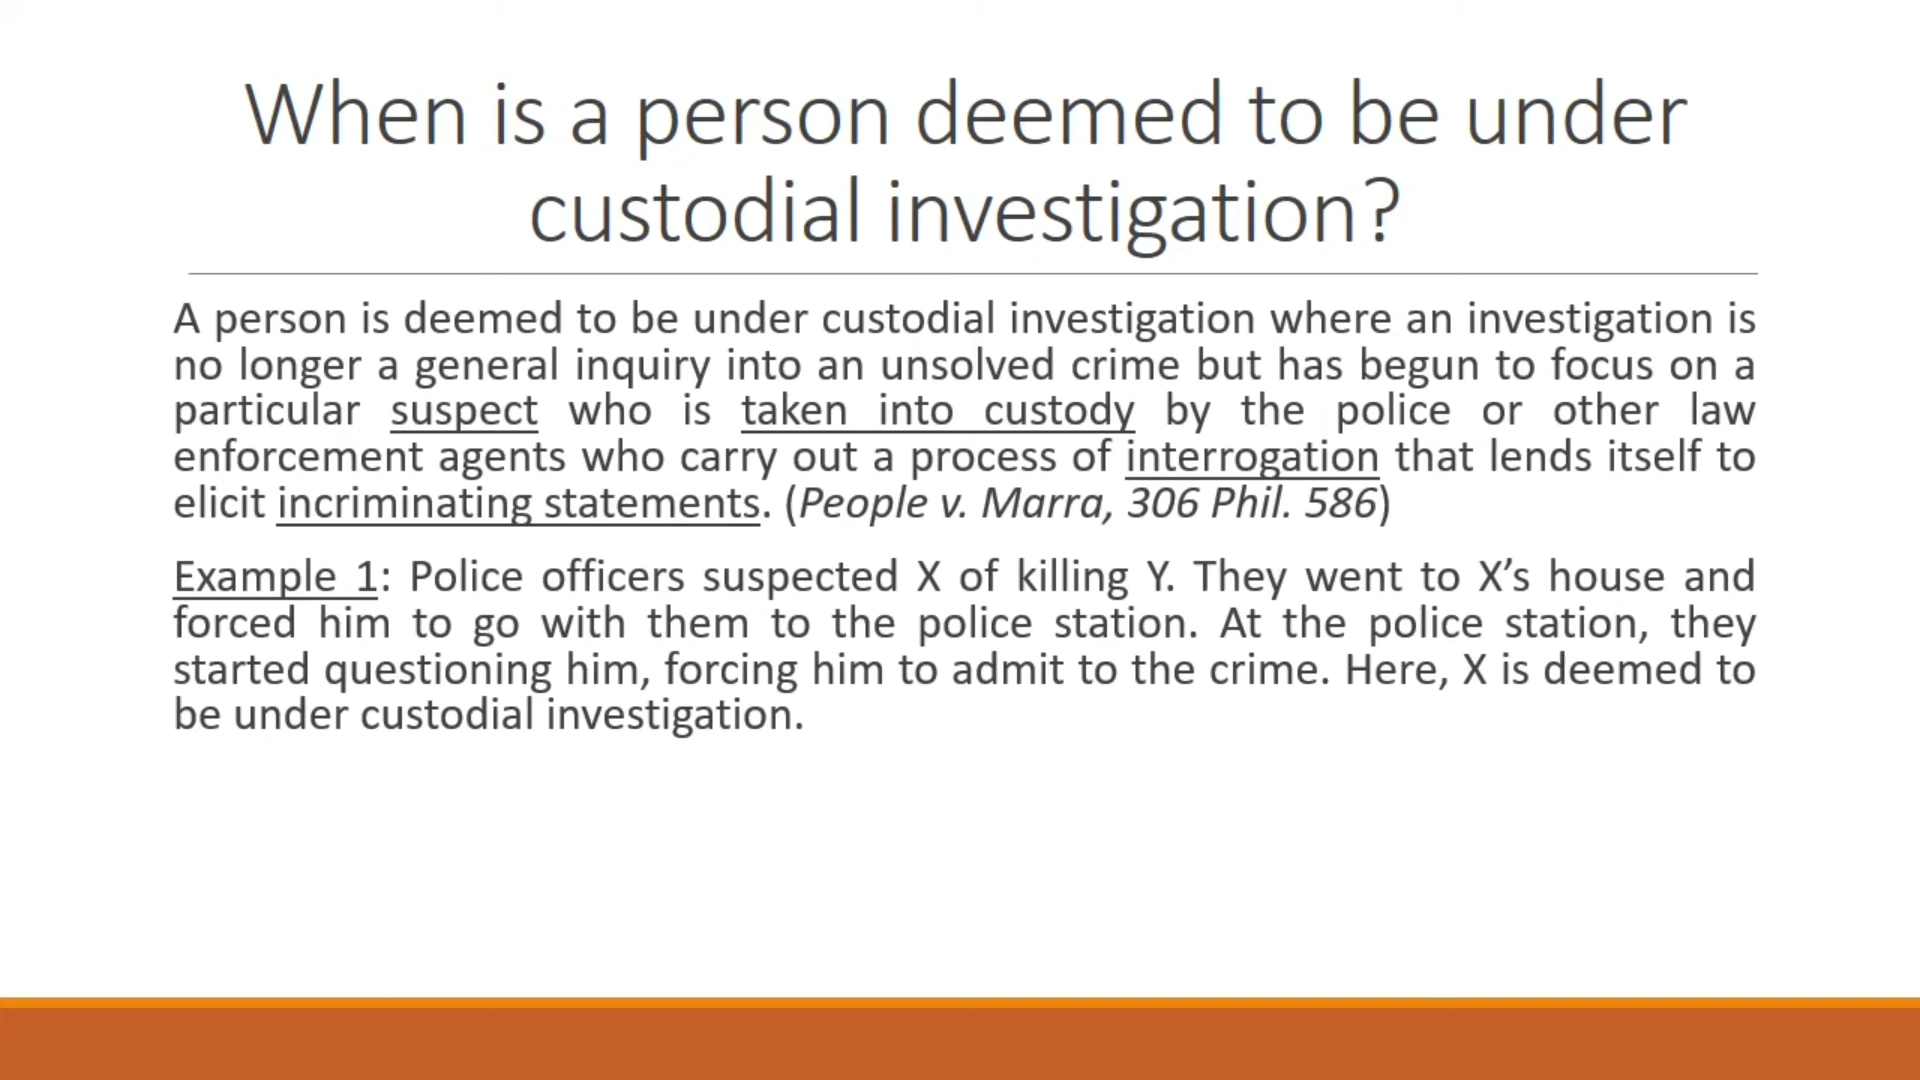 When is a person deemed to be under
custodial investigation?
A person is deemed to be under custodial investigation where an investigation is
no longer a general inquiry into an unsolved crime but has begun to focus on a
particular suspect who is taken into custody by the police or other law
enforcement agents who carry out a process of interrogation that lends itself to
elicit incriminating statements. (People v. Marra, 306 Phil. 586)
Example 1: Police officers suspected X of killing Y. They went to X’s house and
forced him to go with them to the police station. At the police station, they
started questioning him, forcing him to admit to the crime. Here, X is deemed to
be under custodial investigation.